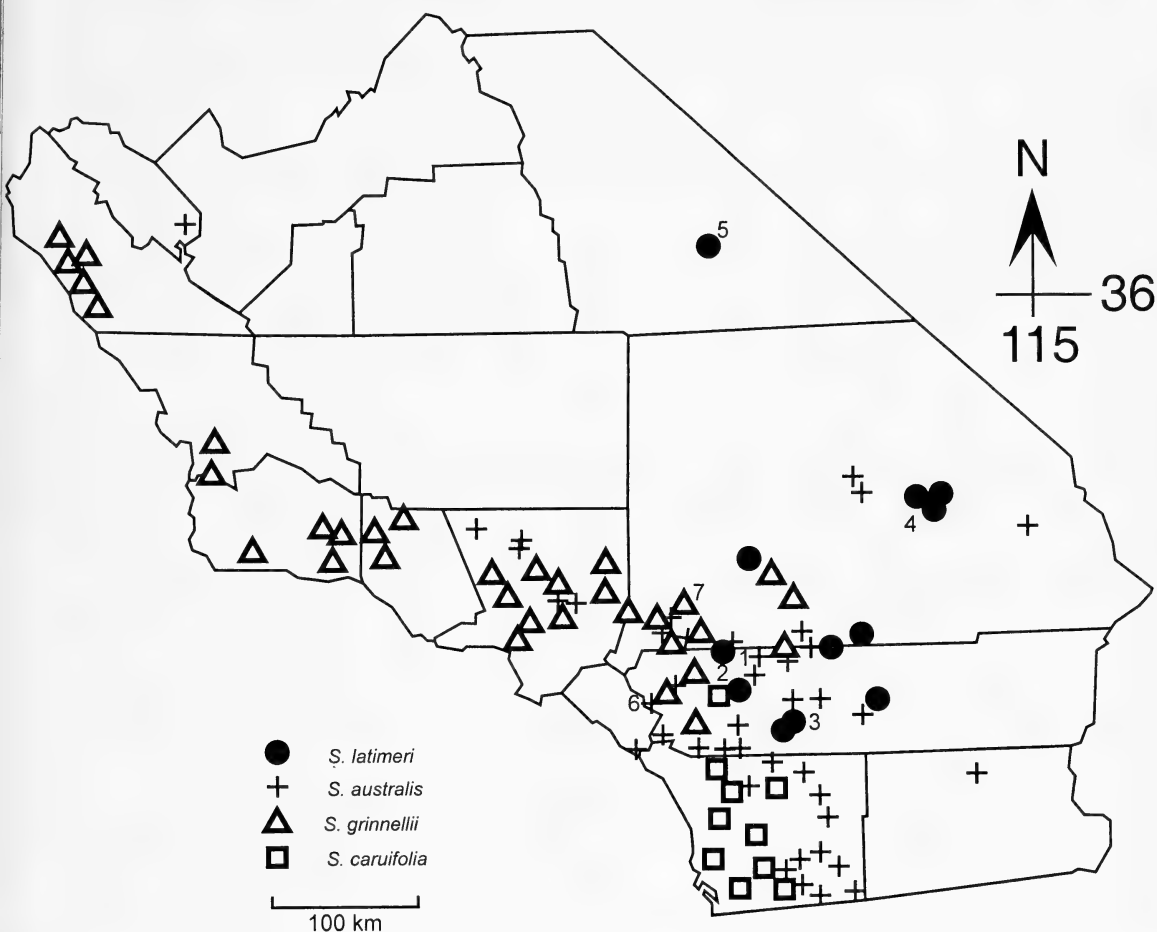 N
36
115
5
4
7
1
2
6
3
S. latimeri
S. australis
S. grinnellii
S. caruifolia
100 km